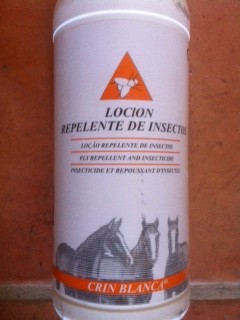 LOCION
REPELENTE DE INSECTOS
LOÇÃO REPELENTE DE INSECTOS
FLY REPELLENT AND INSECTICIDE
INSECTICIDE ET REPOUSSANT D'INSECTES
CRIN BLANCA®